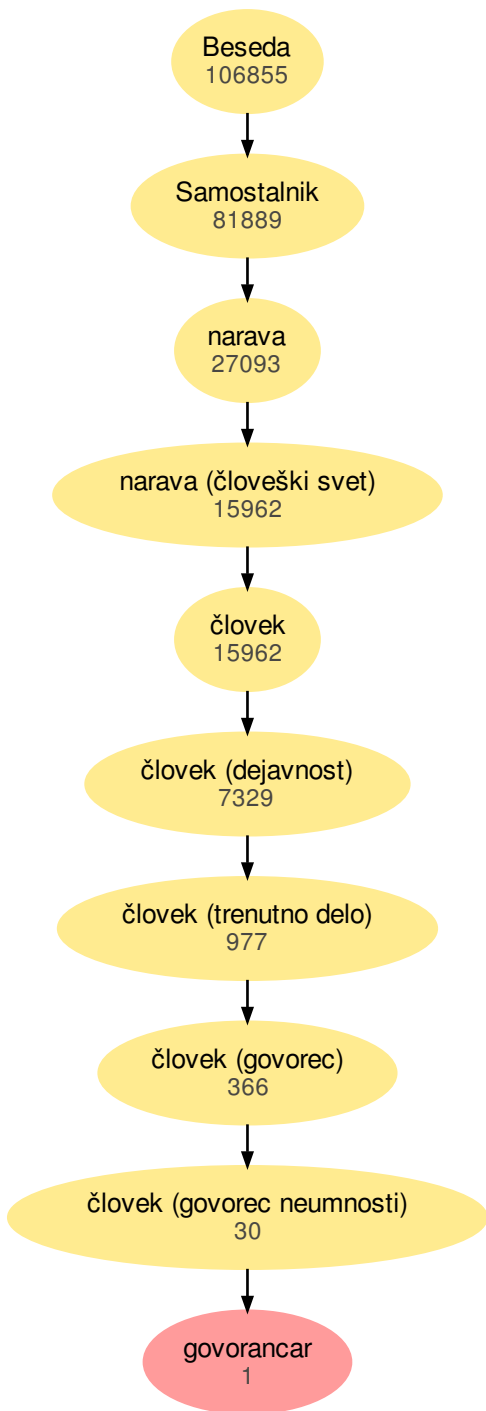 Beseda
106855
Samostalnik
81889
narava
27093
narava (človeški svet)
15962
človek
15962
človek (dejavnost)
7329
človek (trenutno delo)
977
človek (govorec)
366
človek (govorec neumnosti)
30
govorancar
1